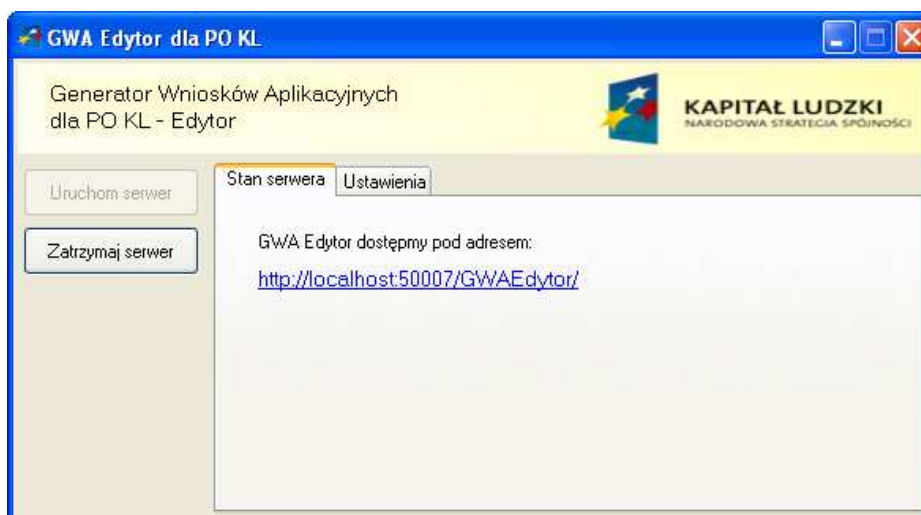 GWA Edytor dla PO KL
Generator Wniosków Aplikacyjnych
dla PO KL - Edytor
KAPITAŁ LUDZKI
NARODOWA STRATEGIA SPÓJNOŚCI
Uruchom serwer
Zatrzymaj serwer
Stan serwera
Ustawienia
GWA Edytor dostępny pod adresem:
http://localhost:50007/GWAEdytor/